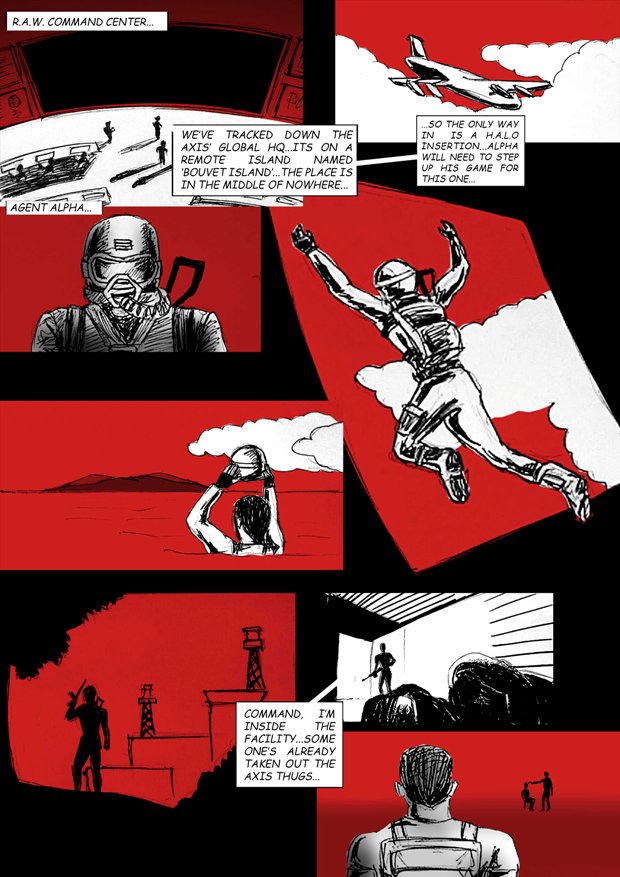 R.A.W. COMMAND CENTER...
WE'VE TRACKED DOWN THE
AXIS' GLOBAL HQ...ITS ON A
REMOTE ISLAND NAMED
'BOUVET ISLAND'...THE PLACE IS
IN THE MIDDLE OF NOWHERE...
...SO THE ONLY WAY
IN IS A H.A.L.O
INSERTION...ALPHA
WILL NEED TO STEP
UP HIS GAME FOR
THIS ONE...
AGENT ALPHA...
COMMAND, I'M
INSIDE THE
FACILITY...SOME
ONE'S ALREADY
TAKEN OUT THE
AXIS THUGS...